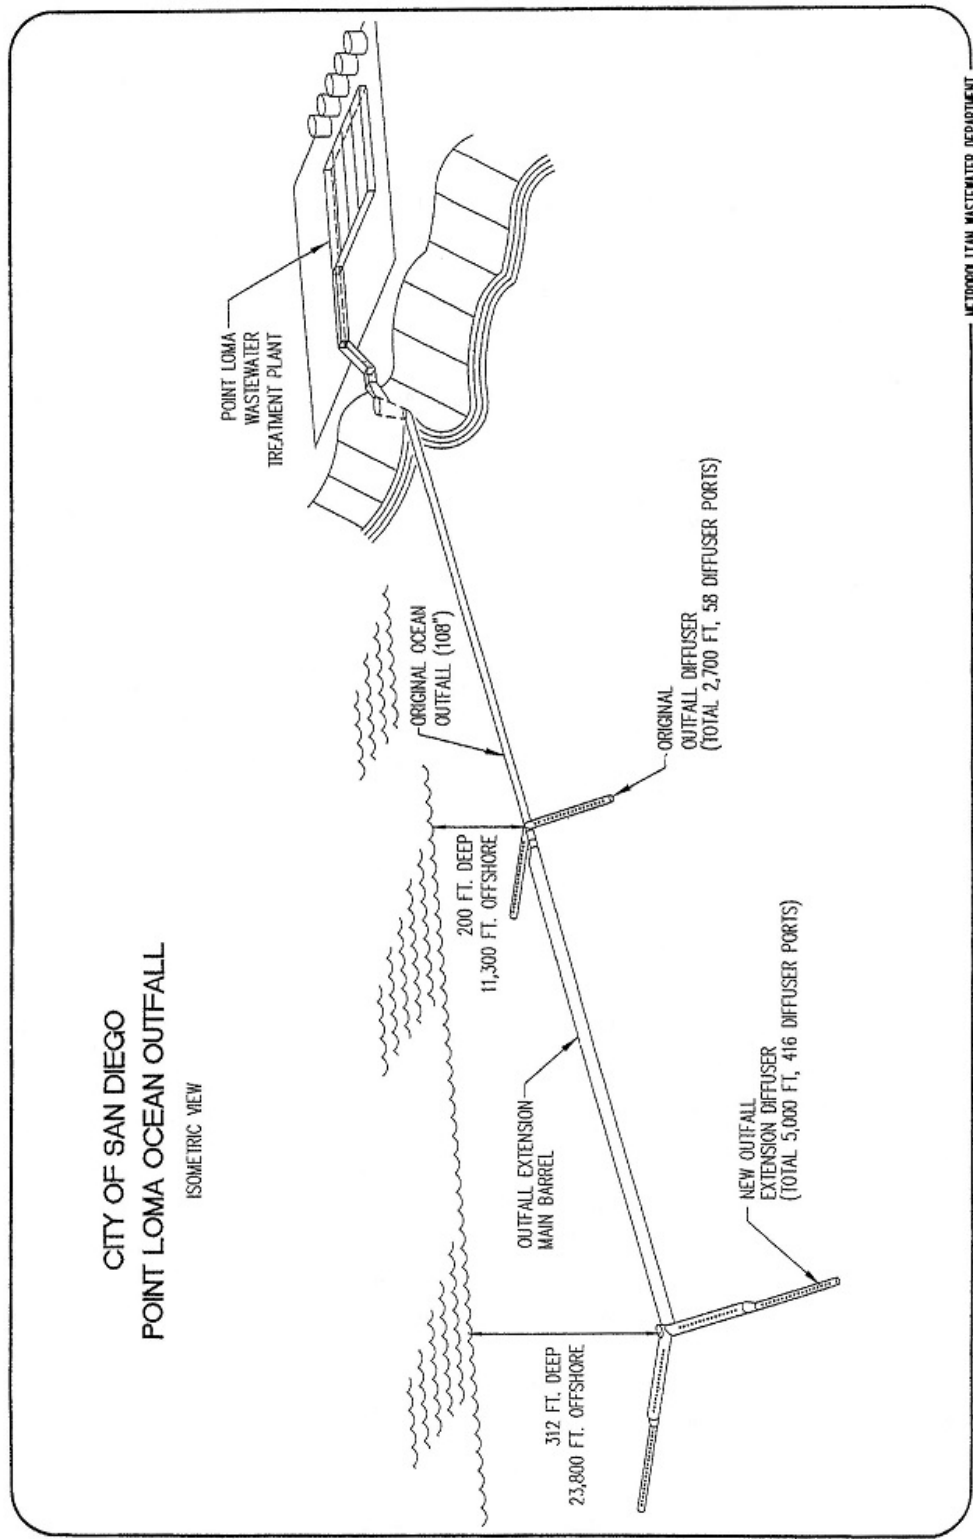 CITY OF SAN DIEGO
POINT LOMA OCEAN OUTFALL
ISOMETRIC VIEW
POINT LOMA
WASTEWATER
TREATMENT PLANT
ORIGINAL OCEAN
OUTFALL (108")
200 FT. DEEP
11,300 FT. OFFSHORE
ORIGINAL
OUTFALL DIFFUSER
(TOTAL 2,700 FT, 58 DIFFUSER PORTS)
OUTFALL EXTENSION
MAIN BARREL
312 FT. DEEP
23,800 FT. OFFSHORE
NEW OUTFALL
EXTENSION DIFFUSER
(TOTAL 5,000 FT, 416 DIFFUSER PORTS)
METROPOLITAN WASTEWATER DEPARTMENT